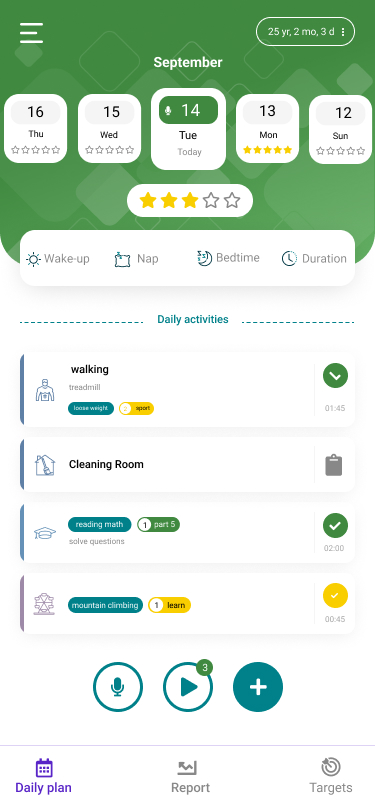 25 yr, 2 mo, 3 d
September
16 15 14 13 12
Thu Wed Tue Mon Sun
Today
Wake-up Nap Bedtime Duration
Daily activities
walking
treadmill
loose weight sport
01:45
Cleaning Room
reading math 1 part 5
solve questions
02:00
mountain climbing 1 learn
00:45
3
Daily plan Report Targets